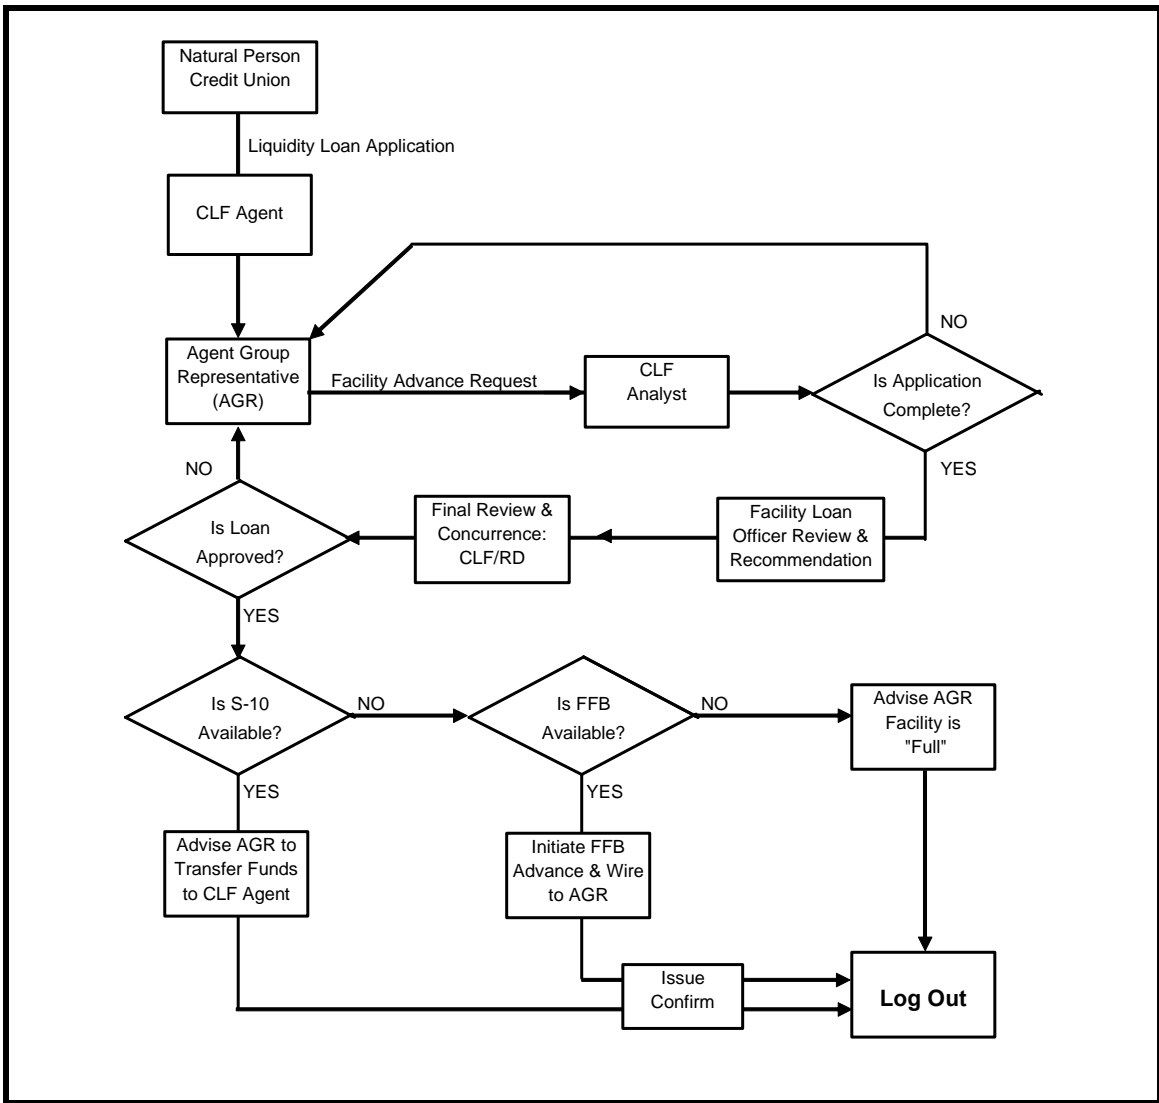 Natural Person
Credit Union
Liquidity Loan Application
CLF Agent
NO
Agent Group
Representative
(AGR)
Facility Advance Request
CLF
Analyst
Is Application
Complete?
YES
NO
Is Loan
Approved?
Final Review &
Concurrence:
CLF/RD
Facility Loan
Officer Review &
Recommendation
YES
Is S-10
Available?
NO
Is FFB
Available?
NO
Advise AGR
Facility is
"Full"
YES
YES
Advise AGR to
Transfer Funds
to CLF Agent
Initiate FFB
Advance & Wire
to AGR
Issue
Confirm
Log Out